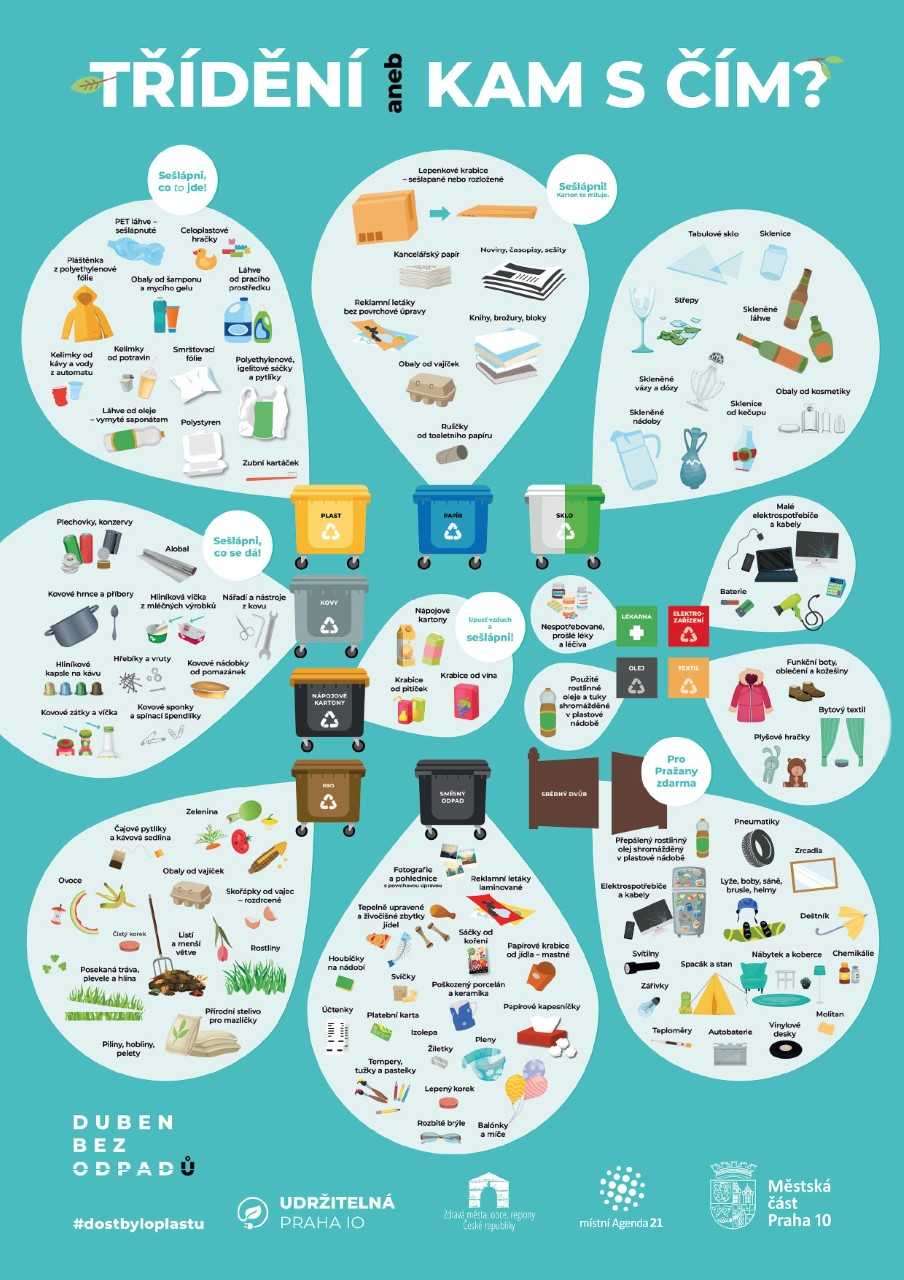 TŘÍDĚNÍ aneb KAM S ČÍM?
Sešlápni,
co to jde!
PET láhve –
sešlápnuté
Celoplastové
hračky
Pláštěnka
z polyethylenové
fólie
Obaly od šamponu
a mycího gelu
Láhve
od pracího
prostředku
Kelímky od
kávy a vody
z automatu
Kelímky
od potravin
Smršťovací
fólie
Polyethylenové,
igelitové sáčky
a pytlíky
Láhve od oleje
– vymyté saponátem
Polystyren
Zubní kartáček
Lepenkové krabice
– sešlapané nebo rozložené
Sešlápni!
Karton se miluje.
Kancelářský papír
Noviny, časopisy, sešity
Reklamní letáky
bez povrchové úpravy
Knihy, brožury, bloky
Obaly od vajíček
Ruličky
od toaletního papíru
Tabulové sklo
Sklenice
Střepy
Skleněné
láhve
Skleněné
vázy a dózy
Obaly od kosmetiky
Skleněné
nádoby
Sklenice
od kečupu
PLAST
PAPÍR
SKLO
Plechovky, konzervy
Alobal
Sešlápni,
co se dá!
Kovové hrnce a příbory
Hliníková víčka
z mléčných výrobků
Nářadí a nástroje
z kovu
Hliníkové
kapsle na kávu
Hřebíky a vruty
Kovové nádobky
od pomazánek
Kovové zátky a víčka
Kovové sponky
a spínací špendlíky
KOVY
NÁPOJOVÉ
KARTONY
Nápojové
kartony
Upusť vzduch
a
sešlápni!
Krabice
od pitíček
Krabice od vína
Nespotřebované,
prošlé léky
a léčiva
LÉKÁRNA
ELEKTRO-
ZAŘÍZENÍ
OLEJ
TEXTIL
Malé
elektrospotřebiče
a kabely
Baterie
Použité
rostlinné
oleje a tuky
shromážděné
v plastové
nádobě
Funkční boty,
oblečení a kožešiny
Bytový textil
Plyšové hračky
BIO
SMĚSNÝ
ODPAD
SBĚRNÝ DVŮR
Pro
Pražany
zdarma
Zelenina
Čajové pytlíky
a kávová sedlina
Ovoce
Obaly od vajíček
Skořápky od vajec
– rozdrcené
Čistý korek
Listí
a menší
větve
Rostliny
Posekaná tráva,
plevele a hlína
Přírodní stelivo
pro mazlíčky
Piliny, hobliny,
pelety
Fotografie
a pohlednice
s povrchovou úpravou
Reklamní letáky
laminované
Tepelně upravené
a živočišné zbytky
jídel
Sáčky od
koření
Papírové krabice
od jídla – mastné
Houbičky
na nádobí
Svíčky
Poškozený porcelán
a keramika
Účtenky
Platební karta
Papírové kapesníčky
Izolepa
Žiletky
Pleny
Tempery,
tužky a pastelky
Lepený korek
Rozbité brýle
Balónky
a míče
Přepálený rostlinný
olej shromážděný
v plastové nádobě
Pneumatiky
Zrcadla
Elektrospotřebiče
a kabely
Lyže, boby, sáně,
brusle, helmy
Deštník
Svítilny
Spacák a stan
Nábytek a koberce
Chemikálie
Zářivky
Molitan
Teploměry
Autobaterie
Vinylové
desky
DUBEN
BEZ
ODPADŮ
#dostbyloplastu
UDRŽITELNÁ
PRAHA 10
Zdravá města, obce, regiony
České republiky
místní Agenda 21
Městská
část
Praha 10